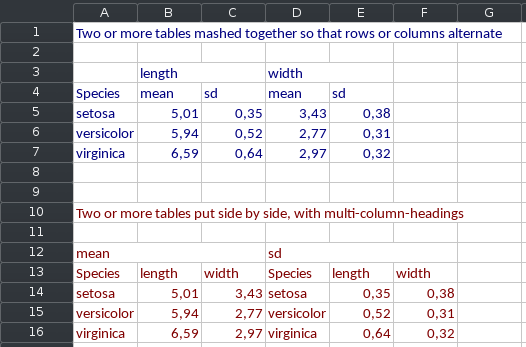 A B C D E F G
1 Two or more tables mashed together so that rows or columns alternate
2
3 length width
4 Species mean sd mean sd
5 setosa 5,01 0,35 3,43 0,38
6 versicolor 5,94 0,52 2,77 0,31
7 virginica 6,59 0,64 2,97 0,32
8
9
10 Two or more tables put side by side, with multi-column-headings
11
12 mean sd
13 Species length width Species length width
14 setosa 5,01 3,43 setosa 0,35 0,38
15 versicolor 5,94 2,77 versicolor 0,52 0,31
16 virginica 6,59 2,97 virginica 0,64 0,32